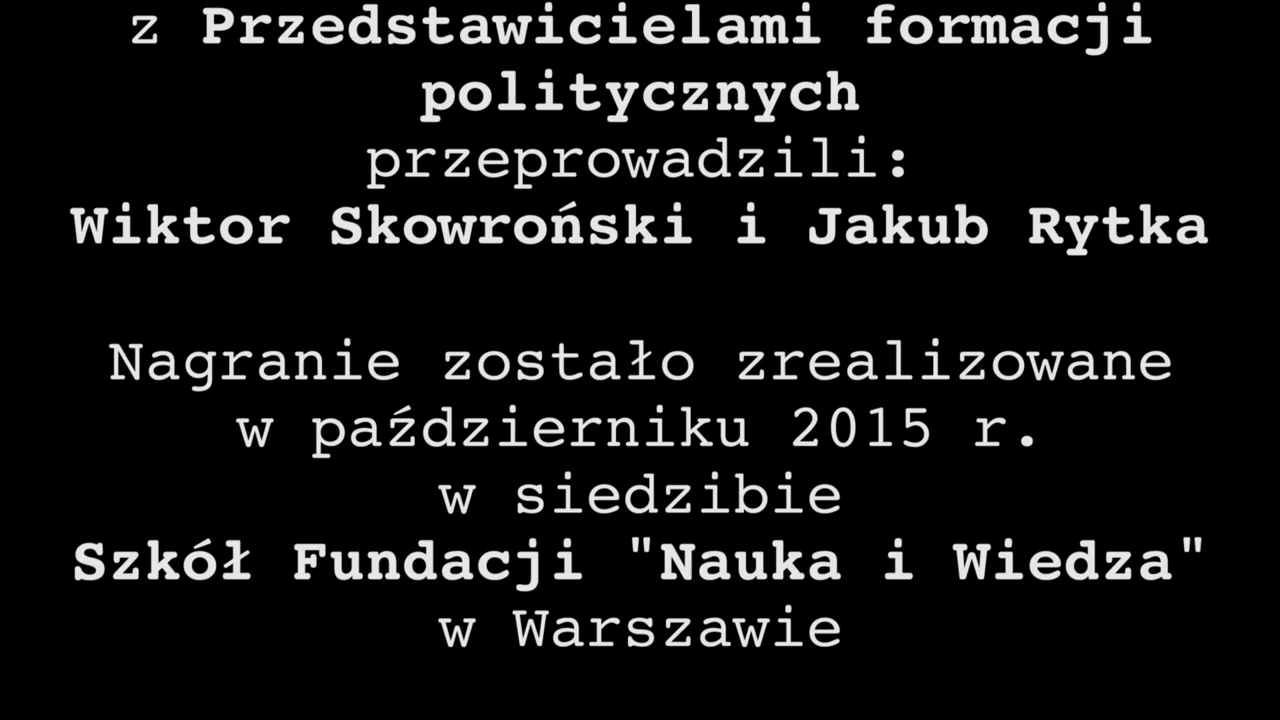 z Przedstawicielami formacji
politycznych
przeprowadzili:
Wiktor Skowroński i Jakub Rytka
Nagranie zostało zrealizowane
w październiku 2015 r.
w siedzibie
Szkół Fundacji "Nauka i Wiedza"
w Warszawie